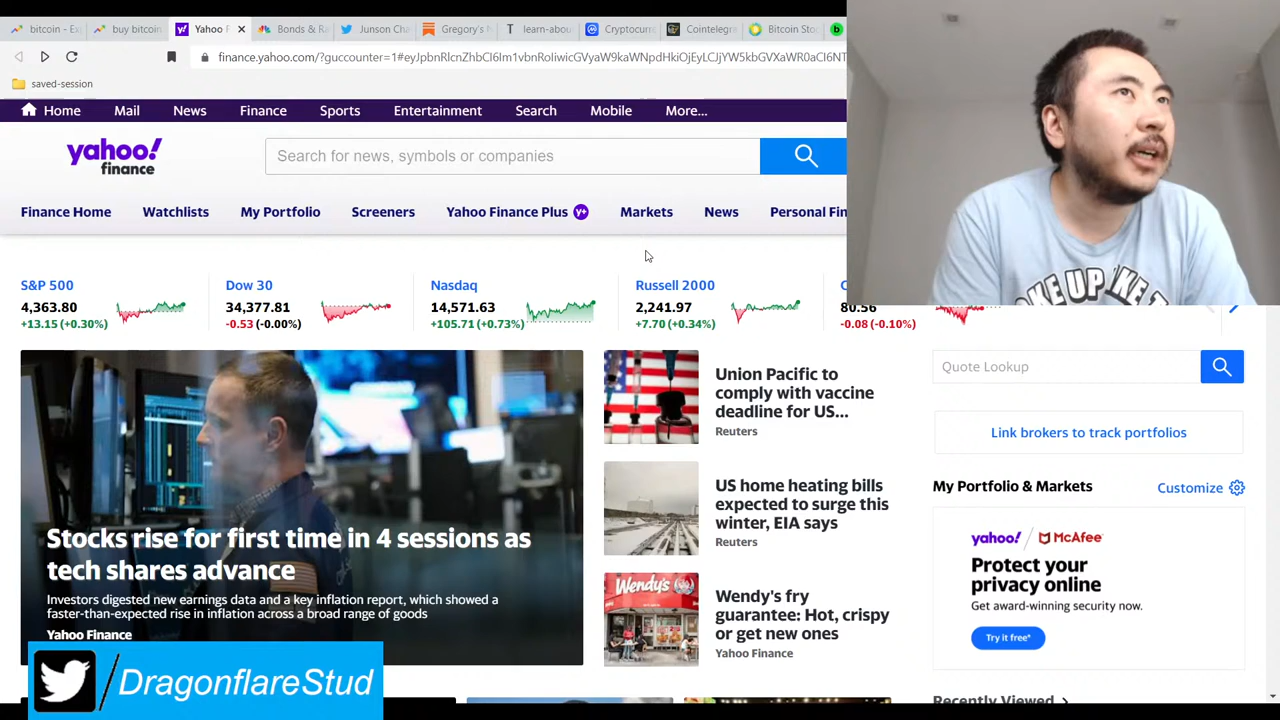 bitcoin - Ex
buy bitcoin
Yahoo F
Bonds & Ra
Junson Cha
Gregory's N
learn-abou
Cryptocurr
Cointelegr
Bitcoin Sto
finance.yahoo.com/?guccounter=1#
saved-session
Home
Mail
News
Finance
Sports
Entertainment
Search
Mobile
More...
yahoo!
finance
Search for news, symbols or companies
Finance Home
Watchlists
My Portfolio
Screeners
Yahoo Finance Plus Y+
Markets
News
Personal Fin
S&P 500
4,363.80
+13.15 (+0.30%)
Dow 30
34,377.81
-0.53 (-0.00%)
Nasdaq
14,571.63
+105.71 (+0.73%)
Russell 2000
2,241.97
+7.70 (+0.34%)
C
80.56
-0.08 (-0.10%)
Stocks rise for first time in 4 sessions as
tech shares advance
Investors digested new earnings data and a key inflation report, which showed a
faster-than-expected rise in inflation across a broad range of goods
Yahoo Finance
Union Pacific to
comply with vaccine
deadline for US...
Reuters
US home heating bills
expected to surge this
winter, EIA says
Reuters
Wendy's
Wendy's fry
guarantee: Hot, crispy
or get new ones
Yahoo Finance
Quote Lookup
Link brokers to track portfolios
My Portfolio & Markets
Customize
yahoo! / McAfee
Protect your
privacy online
Get award-winning security now.
Try it free*
Recently Viewed
/DragonflareStud